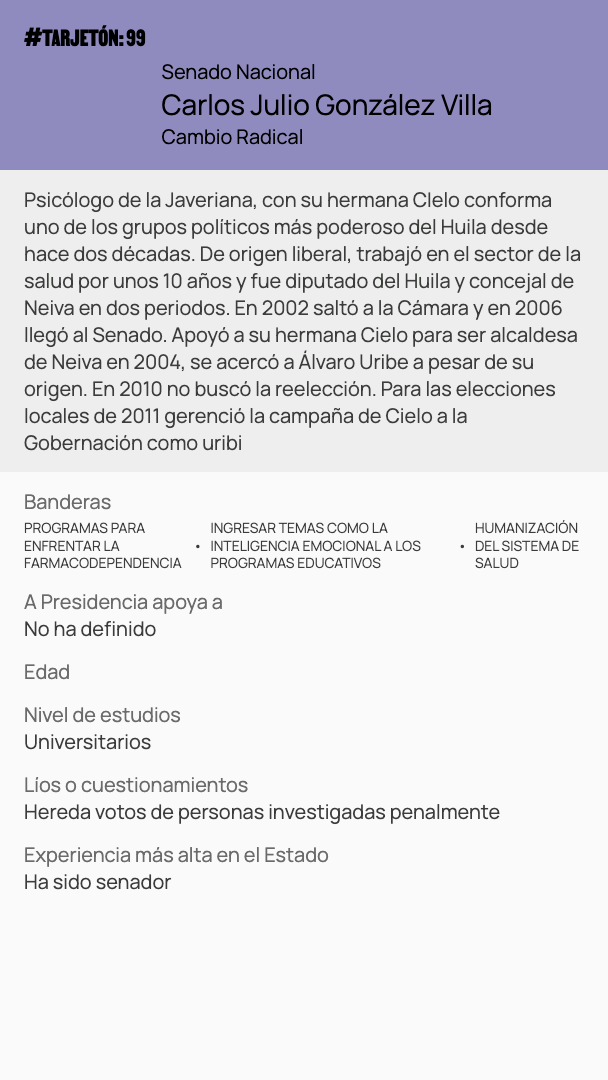 #TARJETÓN: 99
Senado Nacional
Carlos Julio González Villa
Cambio Radical
Psicólogo de la Javeriana, con su hermana CIelo conforma
uno de los grupos políticos más poderoso del Huila desde
hace dos décadas. De origen liberal, trabajó en el sector de la
salud por unos 10 años y fue diputado del Huila y concejal de
Neiva en dos periodos. En 2002 saltó a la Cámara y en 2006
llegó al Senado. Apoyó a su hermana Cielo para ser alcaldesa
de Neiva en 2004, se acercó a Álvaro Uribe a pesar de su
origen. En 2010 no buscó la reelección. Para las elecciones
locales de 2011 gerenció la campaña de Cielo a la
Gobernación como uribi
Banderas
PROGRAMAS PARA
ENFRENTAR LA
FARMACODEPENDENCIA
• INGRESAR TEMAS COMO LA
INTELIGENCIA EMOCIONAL A LOS
PROGRAMAS EDUCATIVOS
• HUMANIZACIÓN
DEL SISTEMA DE
SALUD
A Presidencia apoya a
No ha definido
Edad
Nivel de estudios
Universitarios
Líos o cuestionamientos
Hereda votos de personas investigadas penalmente
Experiencia más alta en el Estado
Ha sido senador